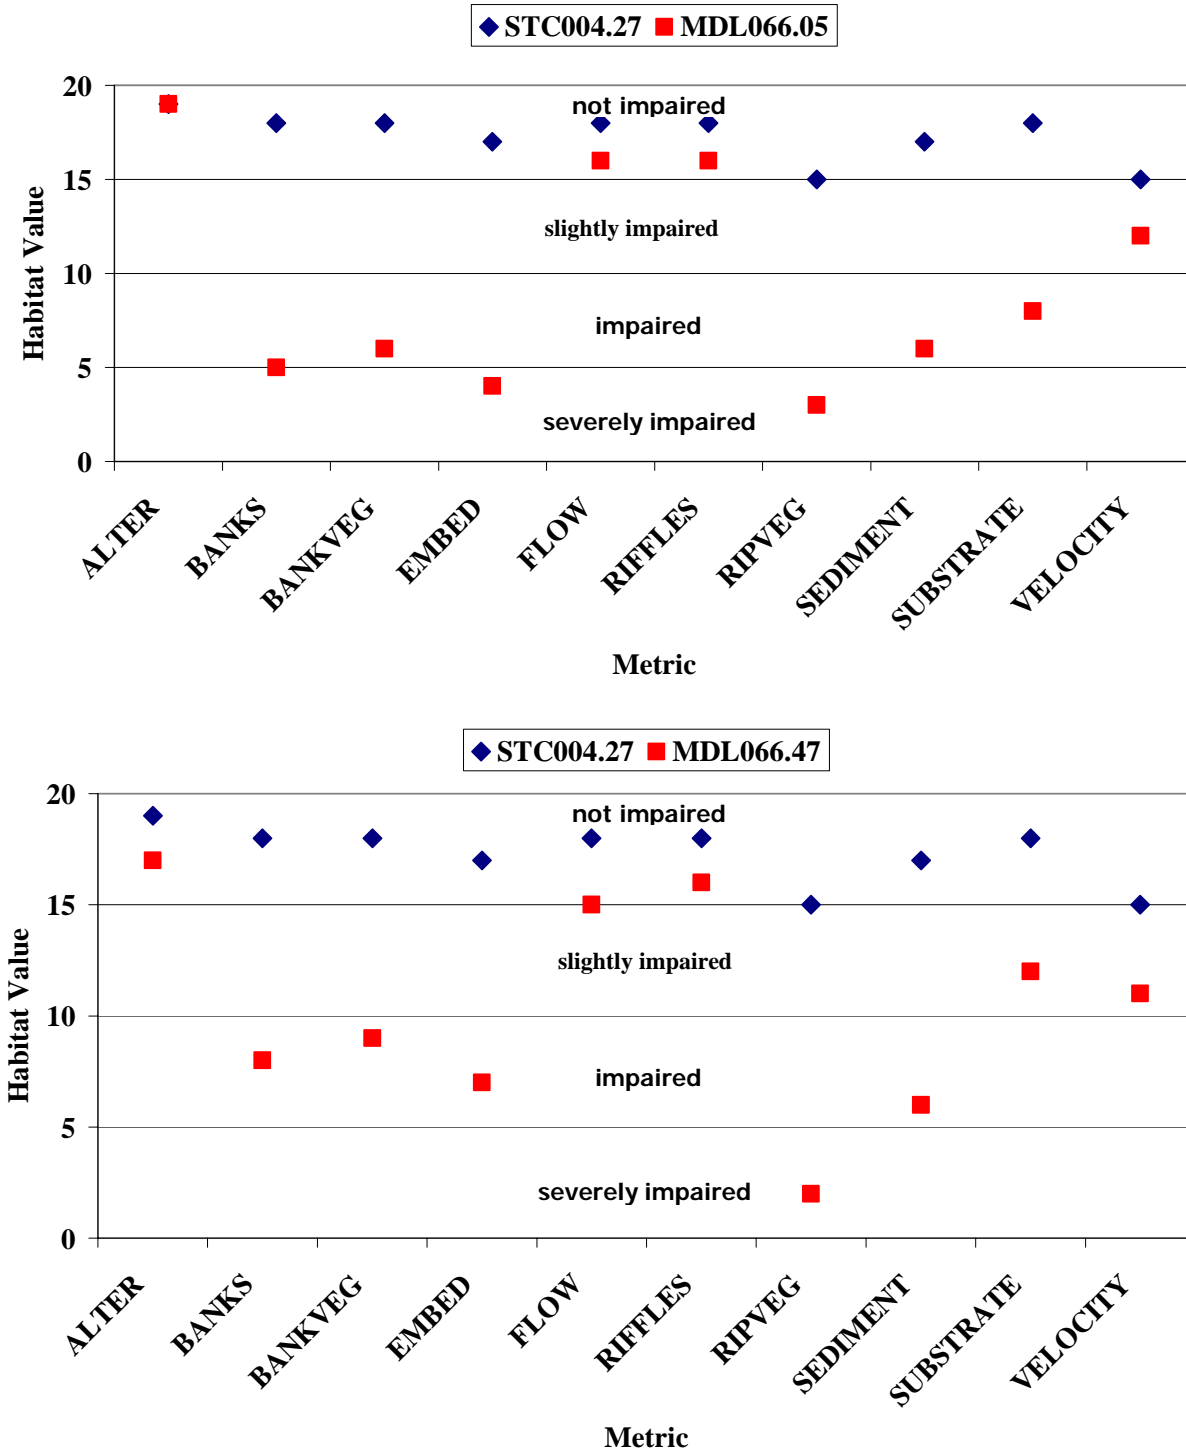 STC004.27 MDL066.05
20
not impaired
15
slightly impaired
10
impaired
5
severely impaired
0
Habitat Value
ALTER
BANKS
BANKVEG
EMBED
FLOW
RIFFLES
RIPVEG
SEDIMENT
SUBSTRATE
VELOCITY
Metric
STC004.27 MDL066.47
20
not impaired
15
slightly impaired
10
impaired
5
severely impaired
0
Habitat Value
ALTER
BANKS
BANKVEG
EMBED
FLOW
RIFFLES
RIPVEG
SEDIMENT
SUBSTRATE
VELOCITY
Metric